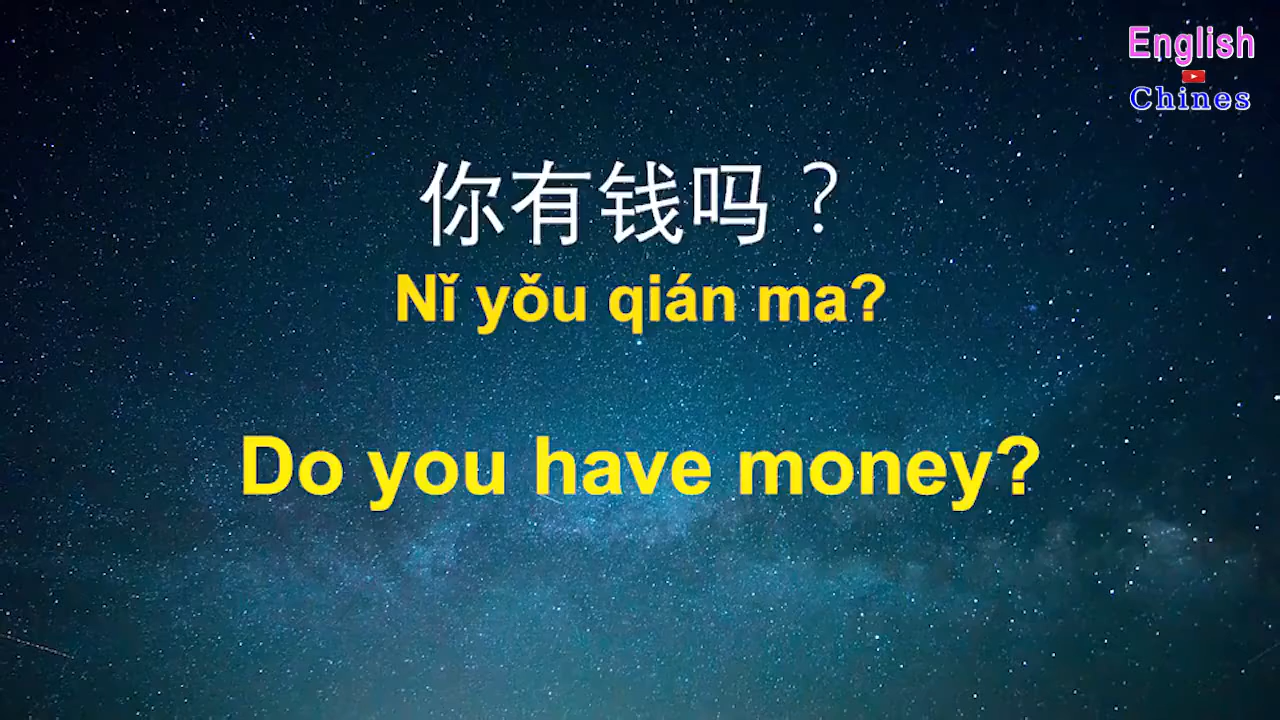 English
Chines
你有钱吗？
Nǐ yǒu qián ma?
Do you have money?